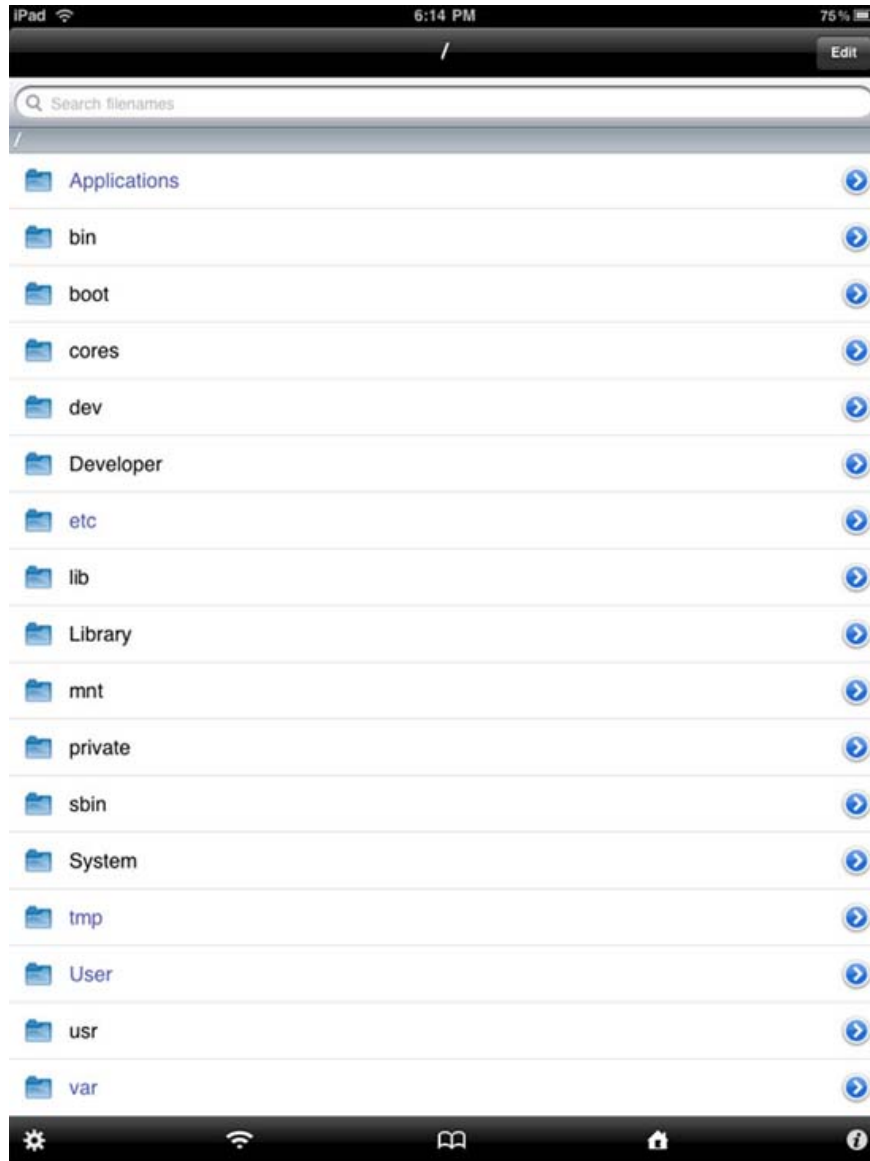 iPad 6:14 PM 75%
/ Edit
Search filenames
/
Applications
bin
boot
cores
dev
Developer
etc
lib
Library
mnt
private
sbin
System
tmp
User
usr
var